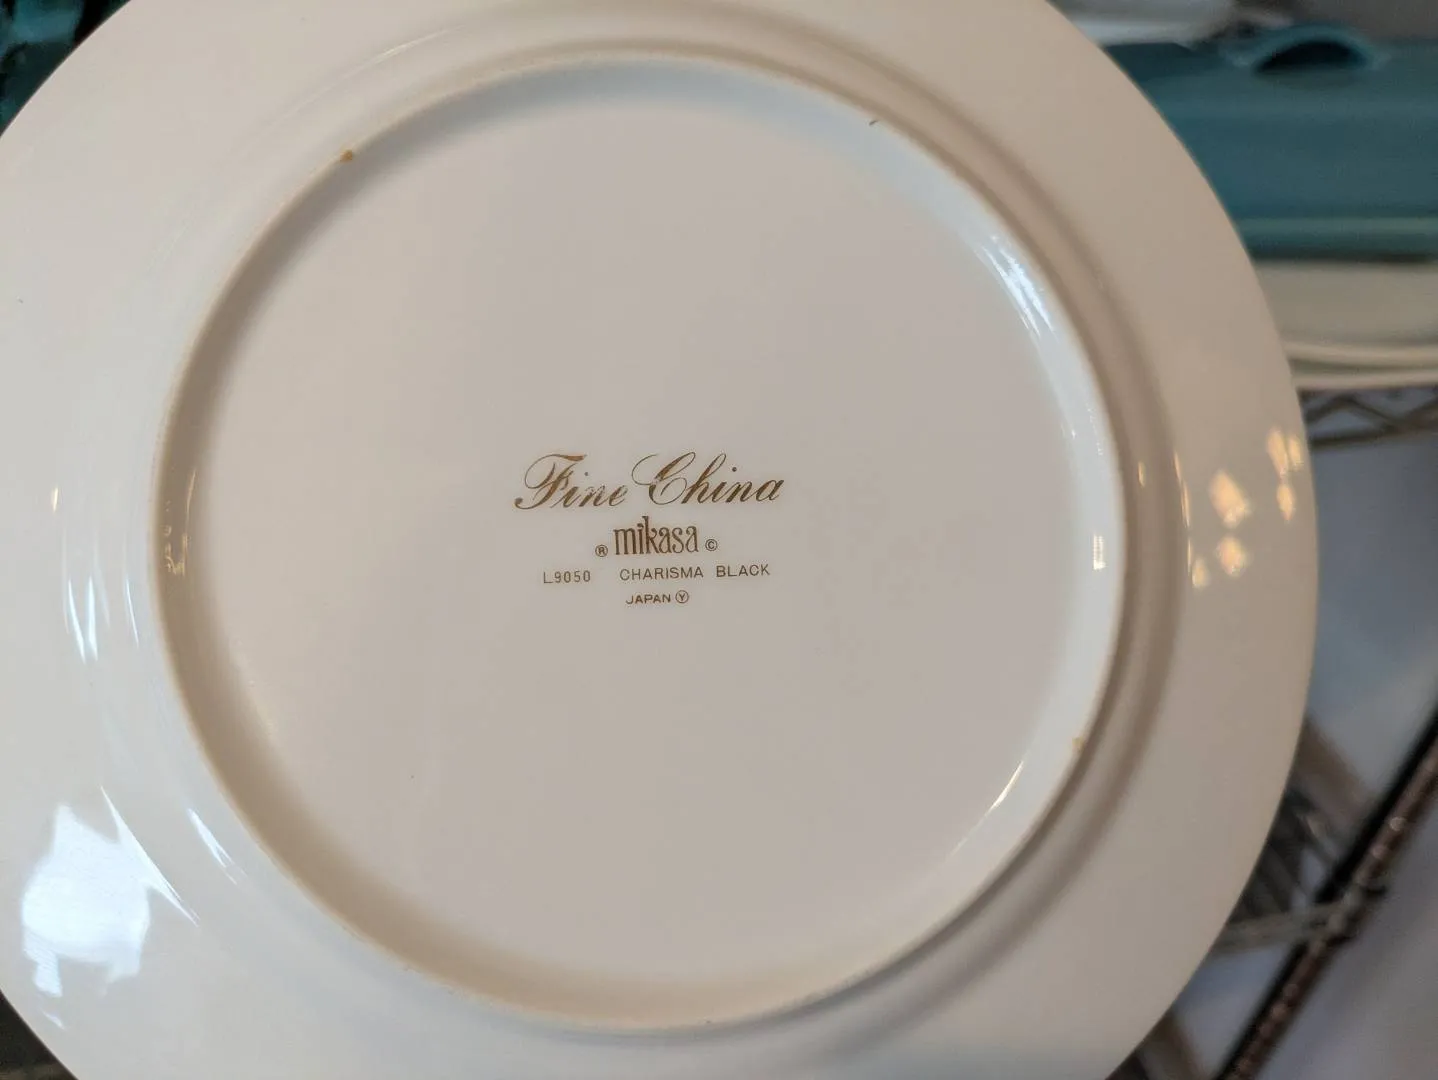 Fine China
® mikasa ©
L9050 CHARISMA BLACK
JAPAN Ⓨ